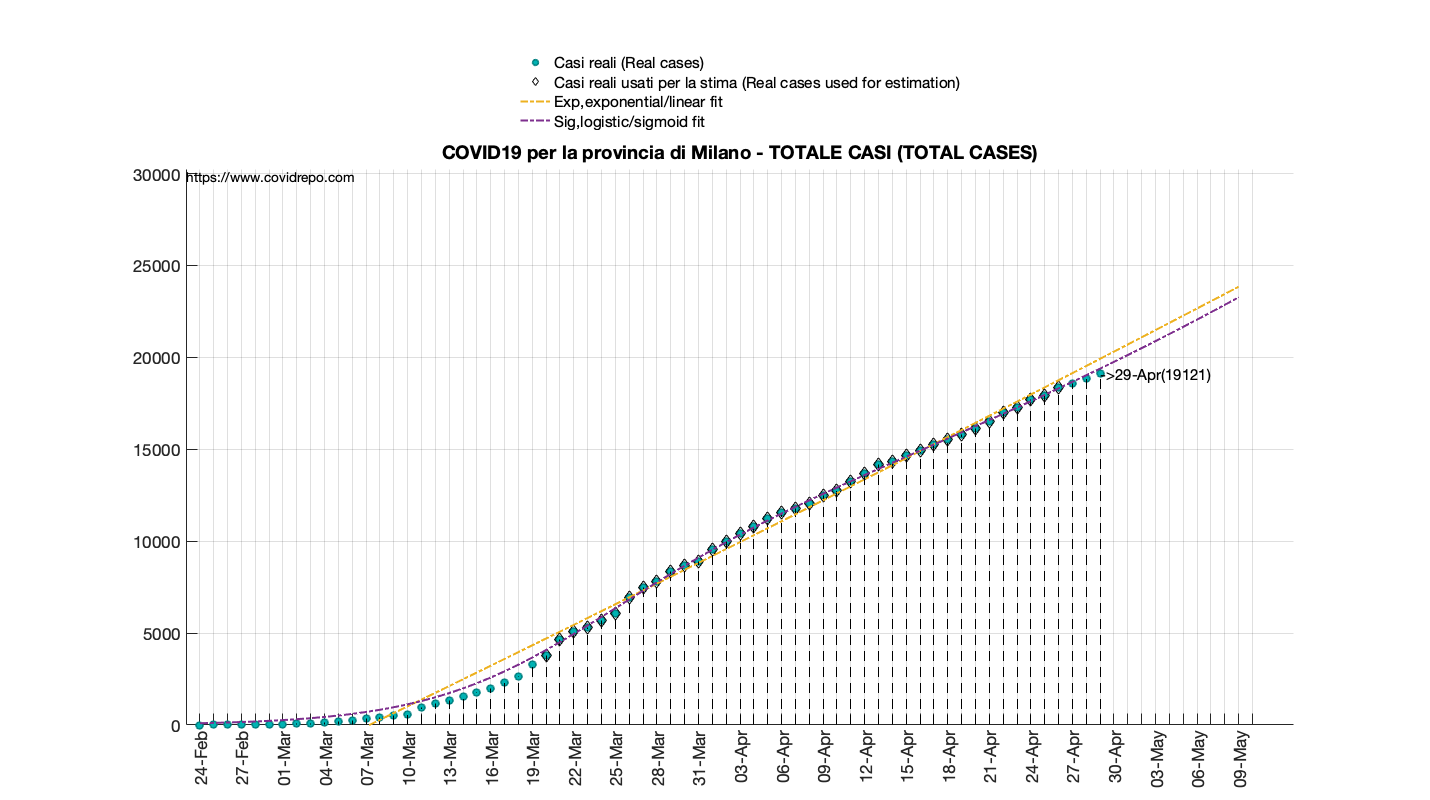 Casi reali (Real cases)
Casi reali usati per la stima (Real cases used for estimation)
Exp,exponential/linear fit
Sig,logistic/sigmoid fit
COVID19 per la provincia di Milano - TOTALE CASI (TOTAL CASES)
30000
https://www.covidrepo.com
25000
20000
->29-Apr(19121)
15000
10000
5000
0
24-Feb
27-Feb
01-Mar
04-Mar
07-Mar
10-Mar
13-Mar
16-Mar
19-Mar
22-Mar
25-Mar
28-Mar
31-Mar
03-Apr
06-Apr
09-Apr
12-Apr
15-Apr
18-Apr
21-Apr
24-Apr
27-Apr
30-Apr
03-May
06-May
09-May